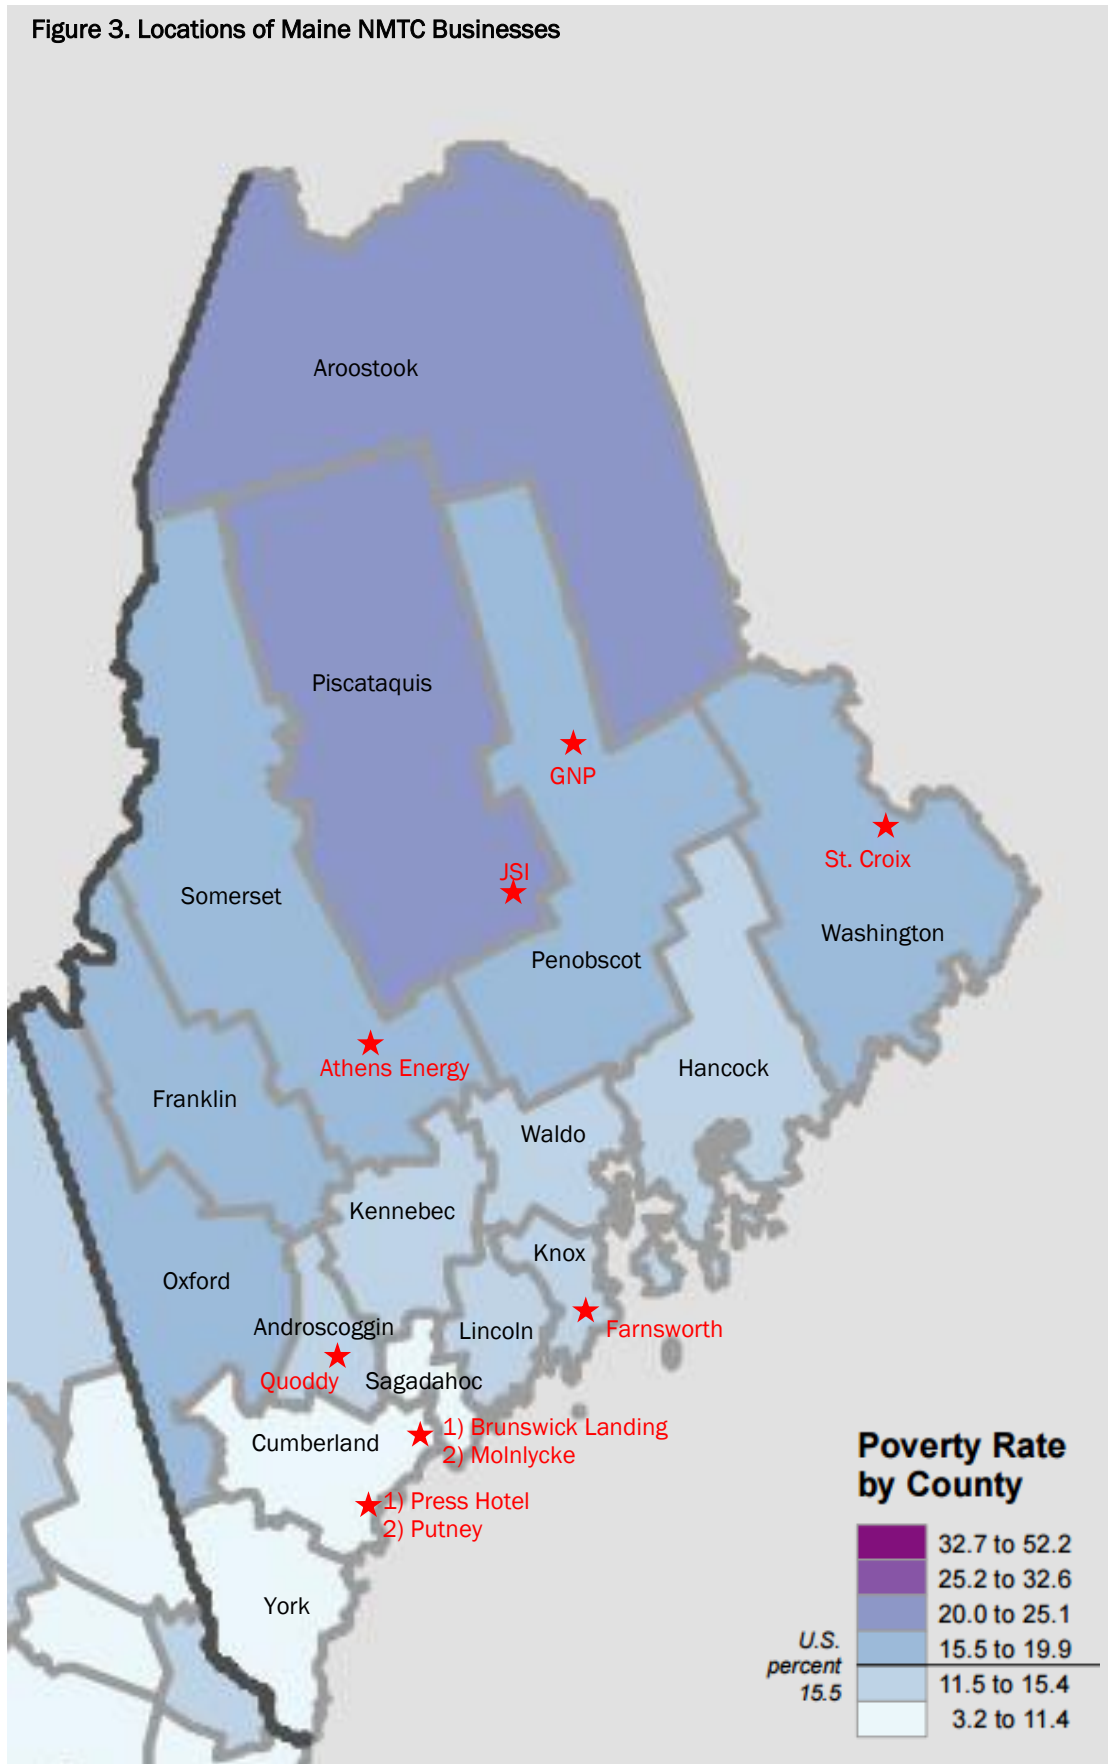 Figure 3. Locations of Maine NMTC Businesses
Aroostook
Piscataquis
GNP
St. Croix
JSI
Somerset
Washington
Penobscot
Athens Energy
Hancock
Franklin
Waldo
Kennebec
Knox
Oxford
Androscoggin
Lincoln
Farnsworth
Quoddy
Sagadahoc
Cumberland
1) Brunswick Landing
2) Molnlycke
1) Press Hotel
2) Putney
York
Poverty Rate
by County
32.7 to 52.2
25.2 to 32.6
20.0 to 25.1
15.5 to 19.9
11.5 to 15.4
3.2 to 11.4
U.S.
percent
15.5